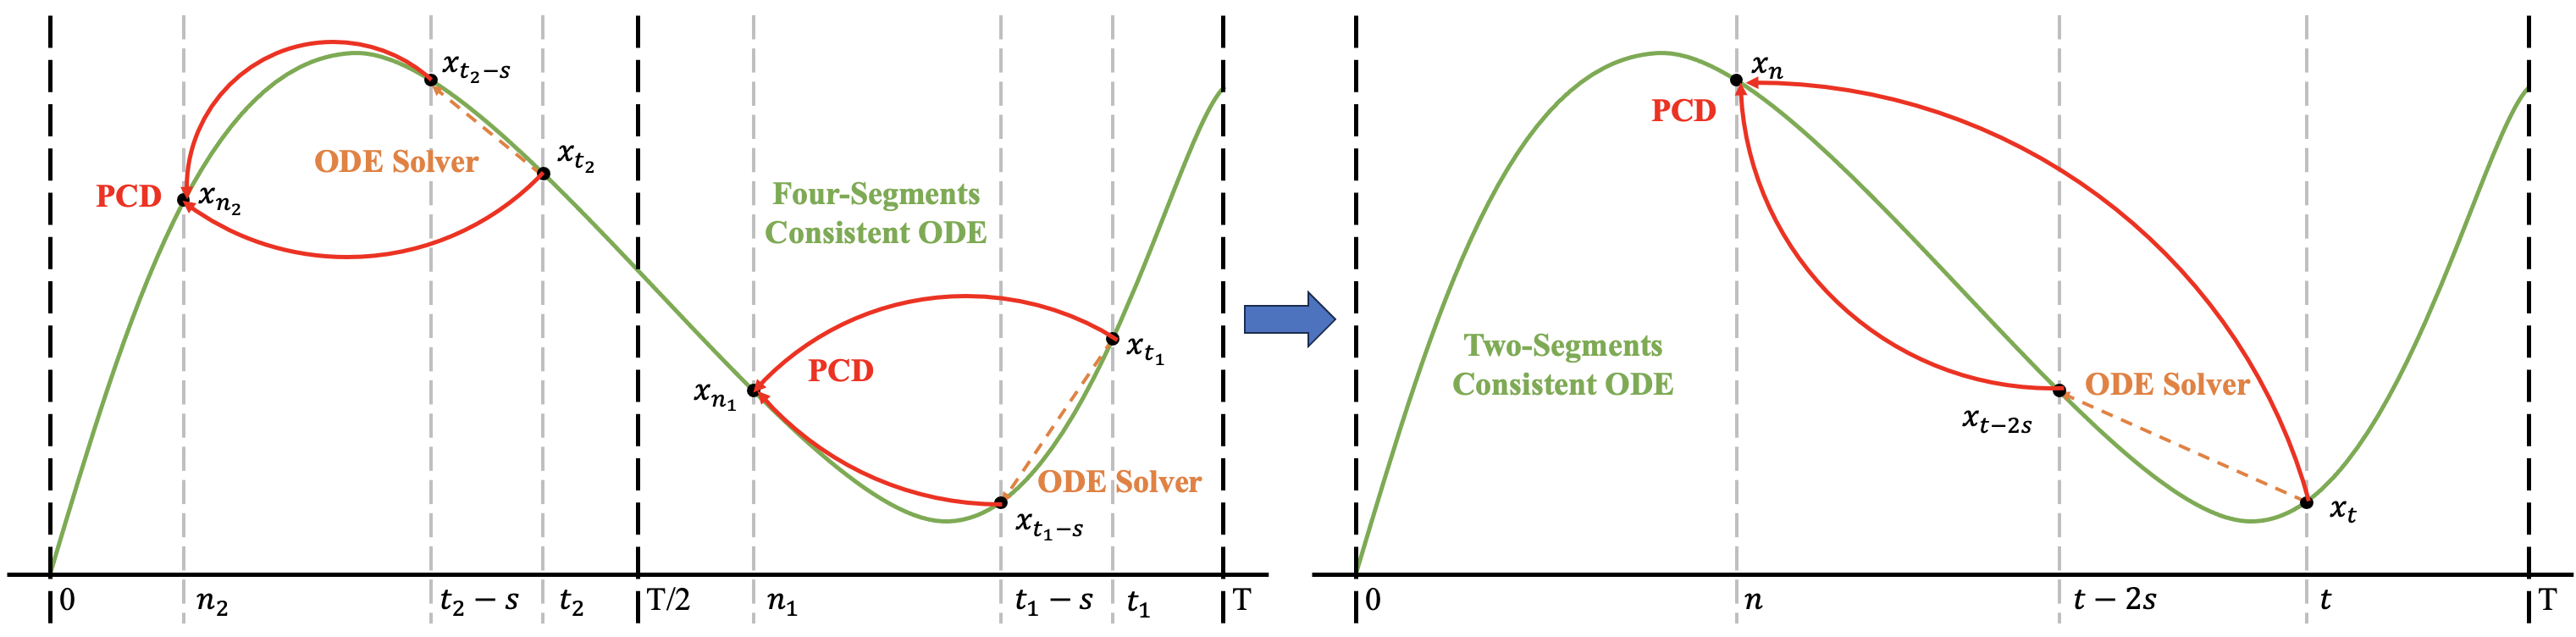 x_{t_2-s}
x_{t_2}
ODE Solver
PCD
x_{n_2}
Four-Segments
Consistent ODE
x_{t_1}
PCD
x_{n_1}
ODE Solver
x_{t_1-s}
0
n_2
t_2 − s
t_2
T/2
n_1
t_1 − s
t_1
T
x_n
PCD
Two-Segments
Consistent ODE
ODE Solver
x_{t-2s}
x_t
0
n
t − 2s
t
T